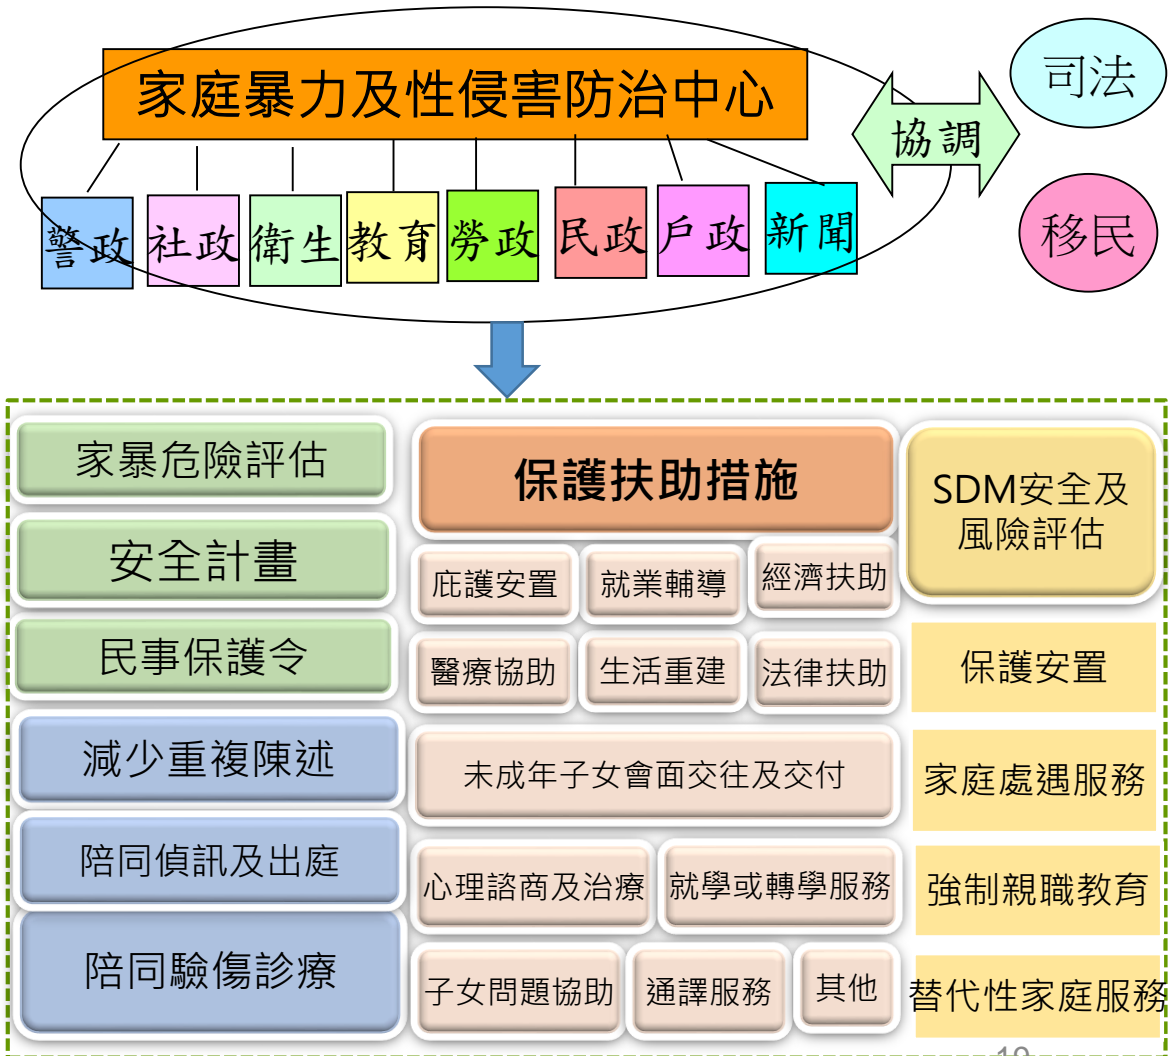 家庭暴力及性侵害防治中心
司法
協調
移民
警政
社政
衛生
教育
勞政
民政
戶政
新聞
家暴危險評估
安全計畫
民事保護令
減少重複陳述
陪同偵訊及出庭
陪同驗傷診療
保護扶助措施
庇護安置
就業輔導
經濟扶助
醫療協助
生活重建
法律扶助
未成年子女會面交往及交付
心理諮商及治療
就學或轉學服務
子女問題協助
通譯服務
其他
SDM安全及
風險評估
保護安置
家庭處遇服務
強制親職教育
替代性家庭服務